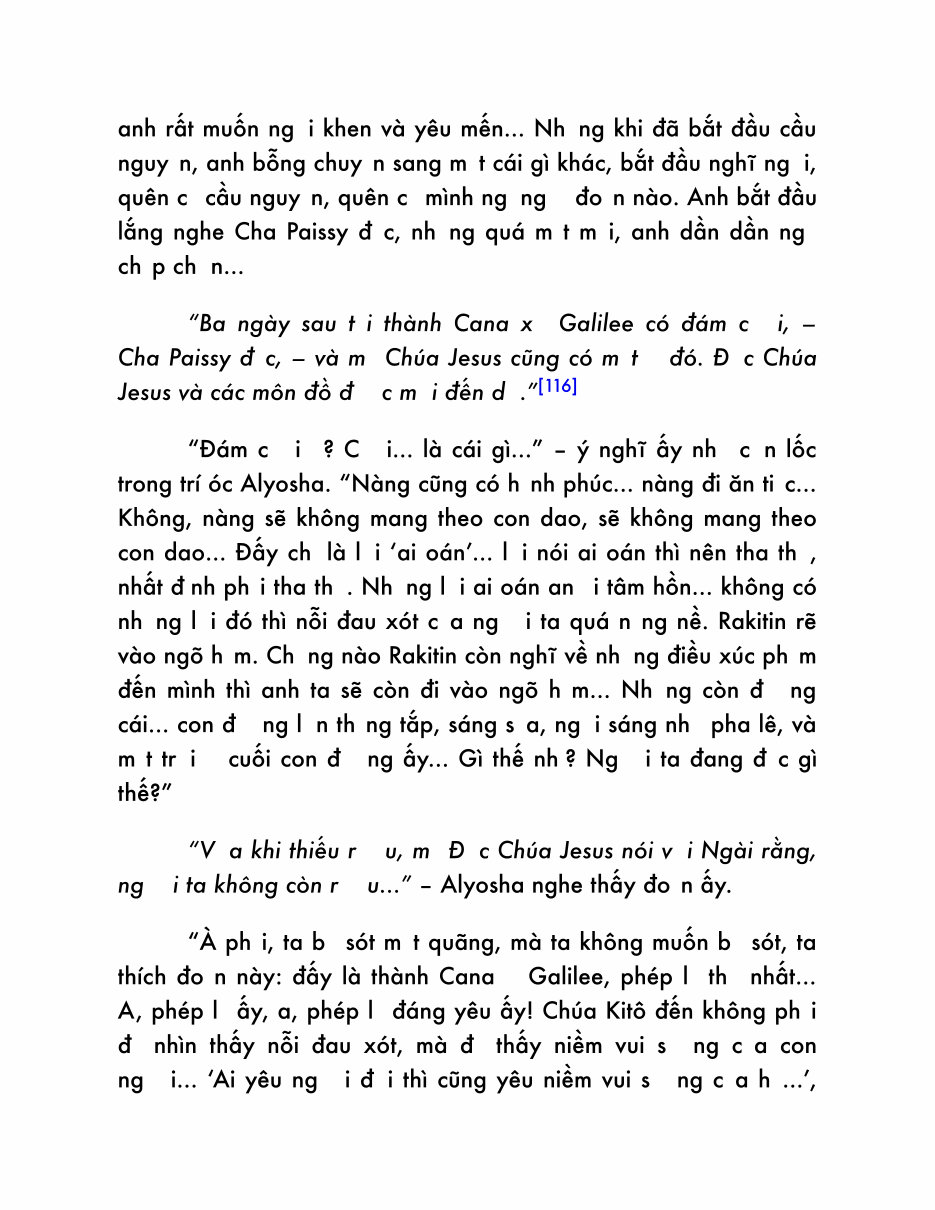 anh rất muốn ng i khen và yêu mến... Nh ng khi đã bắt đầu cầu
nguy n, anh bỗng chuy n sang m t cái gì khác, bắt đầu nghĩ ng i,
quên c cầu nguy n, quên c mình ng ng đo n nào. Anh bắt đầu
lắng nghe Cha Paissy đ c, nh ng quá m t m i, anh dần dần ng
ch p ch n...
“Ba ngày sau t i thành Cana x Galilee có đám c i, –
Cha Paissy đ c, – và m Chúa Jesus cũng có m t đó. Đ c Chúa
Jesus và các môn đồ đ c m i đến d .”[116]
“Đám c i ? C i... là cái gì...” – ý nghĩ ấy nh c n lốc
trong trí óc Alyosha. “Nàng cũng có h nh phúc... nàng đi ăn ti c...
Không, nàng sẽ không mang theo con dao, sẽ không mang theo
con dao... Đấy ch là l i ‘ai oán’... l i nói ai oán thì nên tha th ,
nhất đ nh ph i tha th . Nh ng l i ai oán an i tâm hồn... không có
nh ng l i đó thì nỗi đau xót c a ng i ta quá n ng nề. Rakitin rẽ
vào ngõ h m. Ch ng nào Rakitin còn nghĩ về nh ng điều xúc ph m
đến mình thì anh ta sẽ còn đi vào ngõ h m... Nh ng còn đ ng
cái... con đ ng l n th ng tắp, sáng s a, ng i sáng nh pha lê, và
m t tr i cuối con đ ng ấy... Gì thế nh ? Ng i ta đang đ c gì
thế?”
“V a khi thiếu r u, m Đ c Chúa Jesus nói v i Ngài rằng,
ng i ta không còn r u...” – Alyosha nghe thấy đo n ấy.
“À ph i, ta b sót m t quãng, mà ta không muốn b sót, ta
thích đo n này: đấy là thành Cana Galilee, phép l th nhất...
A, phép l ấy, a, phép l đáng yêu ấy! Chúa Kitô đến không ph i
đ nhìn thấy nỗi đau xót, mà đ thấy niềm vui s ng c a con
ng i... ‘Ai yêu ng i đ i thì cũng yêu niềm vui s ng c a h ...’,